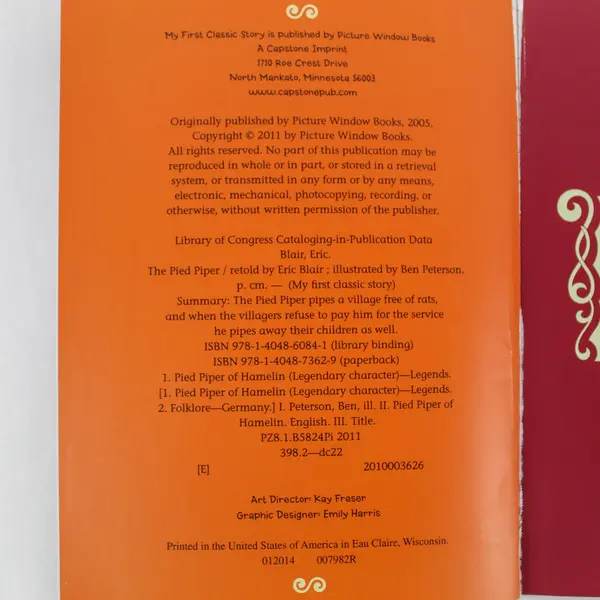 My First Classic Story is published by Picture Window Books
A Capstone Imprint
1710 Roe Crest Drive
North Mankato, Minnesota 56003
www.capstonepub.com
Originally published by Picture Window Books, 2005.
Copyright © 2011 by Picture Window Books.
All rights reserved. No part of this publication may be
reproduced in whole or in part, or stored in a retrieval
system, or transmitted in any form or by any means,
electronic, mechanical, photocopying, recording, or
otherwise, without written permission of the publisher.
Library of Congress Cataloging-in-Publication Data
Blair, Eric.
The Pied Piper / retold by Eric Blair ; illustrated by Ben Peterson.
p. cm. — (My first classic story)
Summary: The Pied Piper pipes a village free of rats,
and when the villagers refuse to pay him for the service
he pipes away their children as well.
ISBN 978-1-4048-6084-1 (library binding)
ISBN 978-1-4048-7362-9 (paperback)
1. Pied Piper of Hamelin (Legendary character)—Legends.
[1. Pied Piper of Hamelin (Legendary character)—Legends.
2. Folklore—Germany.] I. Peterson, Ben, ill. II. Pied Piper of
Hamelin. English. III. Title.
PZ8.1.B5824Pi 2011
398.2—dc22
[E] 2010003626
Art Director: Kay Fraser
Graphic Designer: Emily Harris
Printed in the United States of America in Eau Claire, Wisconsin.
012014 007982R